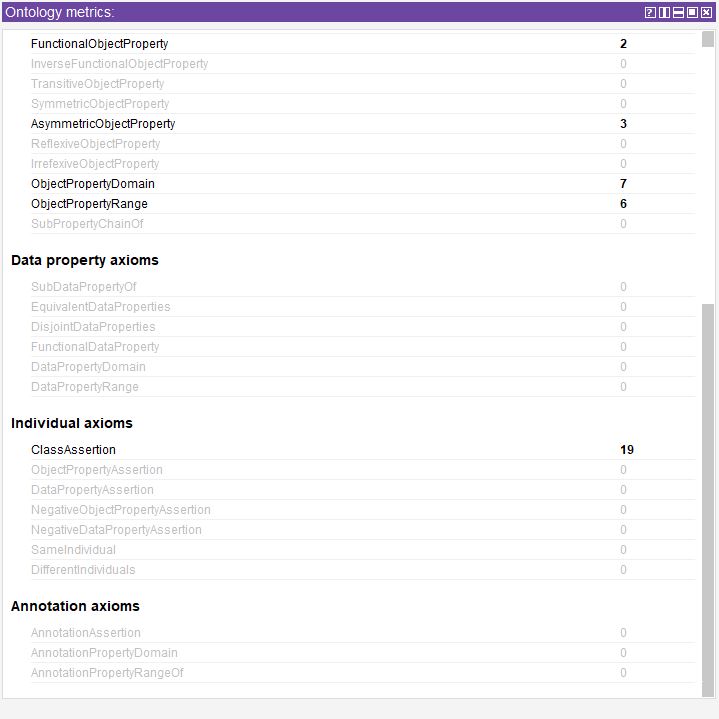 Ontology metrics:
FunctionalObjectProperty 2
InverseFunctionalObjectProperty 0
TransitiveObjectProperty 0
SymmetricObjectProperty 0
AsymmetricObjectProperty 3
ReflexiveObjectProperty 0
IrrefexiveObjectProperty 0
ObjectPropertyDomain 7
ObjectPropertyRange 6
SubPropertyChainOf 0
Data property axioms
SubDataPropertyOf 0
EquivalentDataProperties 0
DisjointDataProperties 0
FunctionalDataProperty 0
DataPropertyDomain 0
DataPropertyRange 0
Individual axioms
ClassAssertion 19
ObjectPropertyAssertion 0
DataPropertyAssertion 0
NegativeObjectPropertyAssertion 0
NegativeDataPropertyAssertion 0
SameIndividual 0
DifferentIndividuals 0
Annotation axioms
AnnotationAssertion 0
AnnotationPropertyDomain 0
AnnotationPropertyRangeOf 0